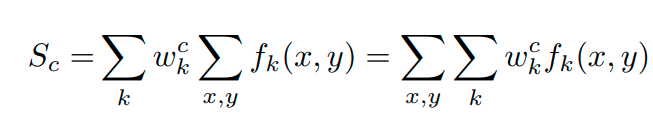 $S_c = \sum_k w_k^c \sum_{x,y} f_k(x, y) = \sum_{x,y} \sum_k w_k^c f_k(x, y)$